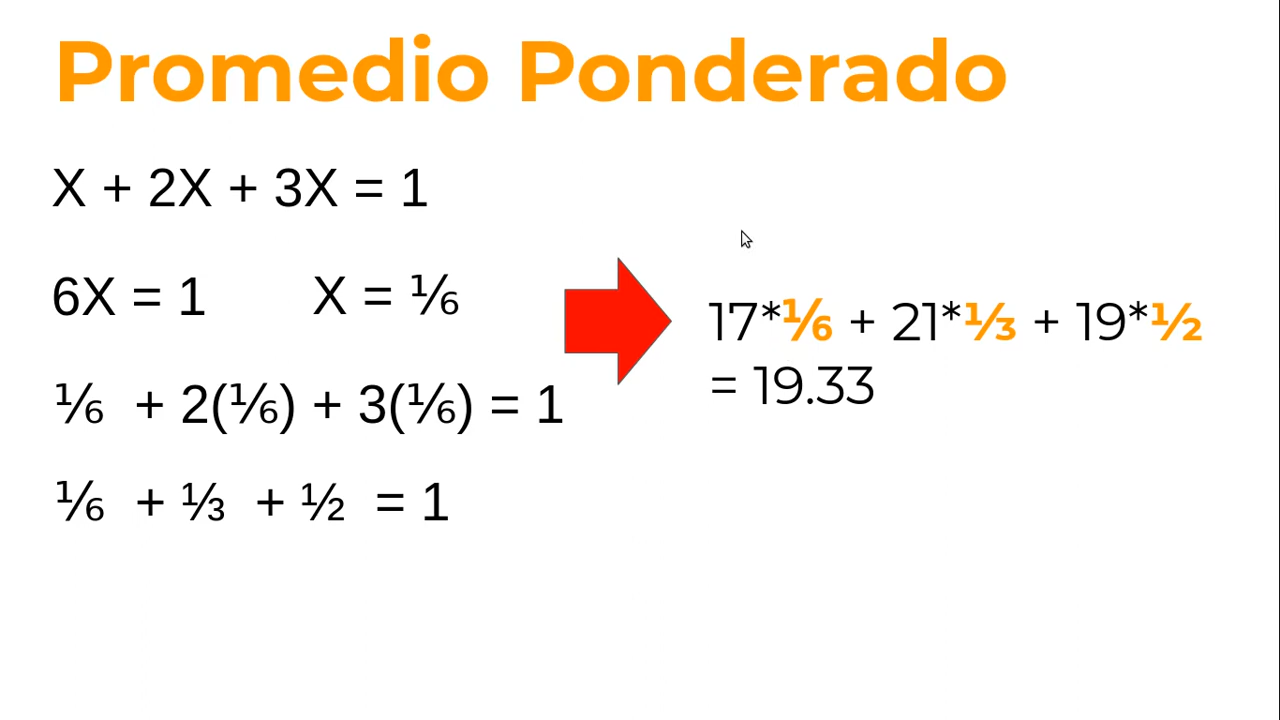 Promedio Ponderado
X + 2X + 3X = 1
6X = 1 X = ⅙
⅙ + 2(⅙) + 3(⅙) = 1
⅙ + ⅓ + ½ = 1
17*⅙ + 21*⅓ + 19*½
= 19.33